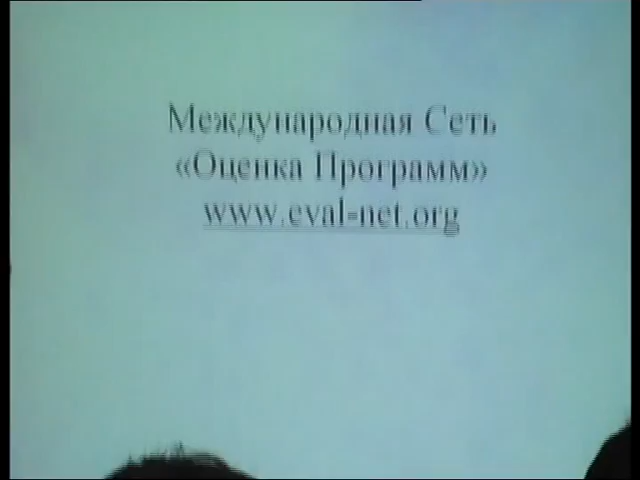 Международная Сеть
«Оценка Программ»
www.eval-net.org